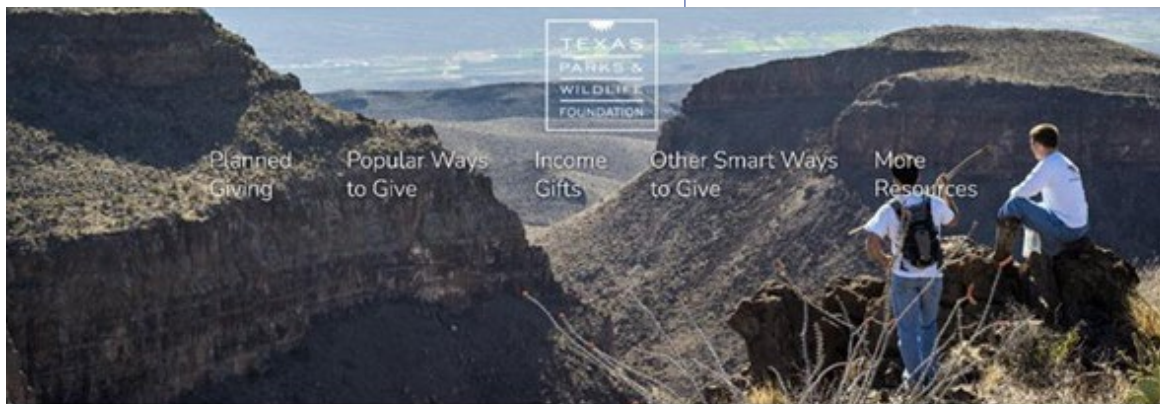 TEXAS
PARKS &
WILDLIFE
FOUNDATION
Planned
Giving
Popular Ways
to Give
Income
Gifts
Other Smart Ways
to Give
More
Resources